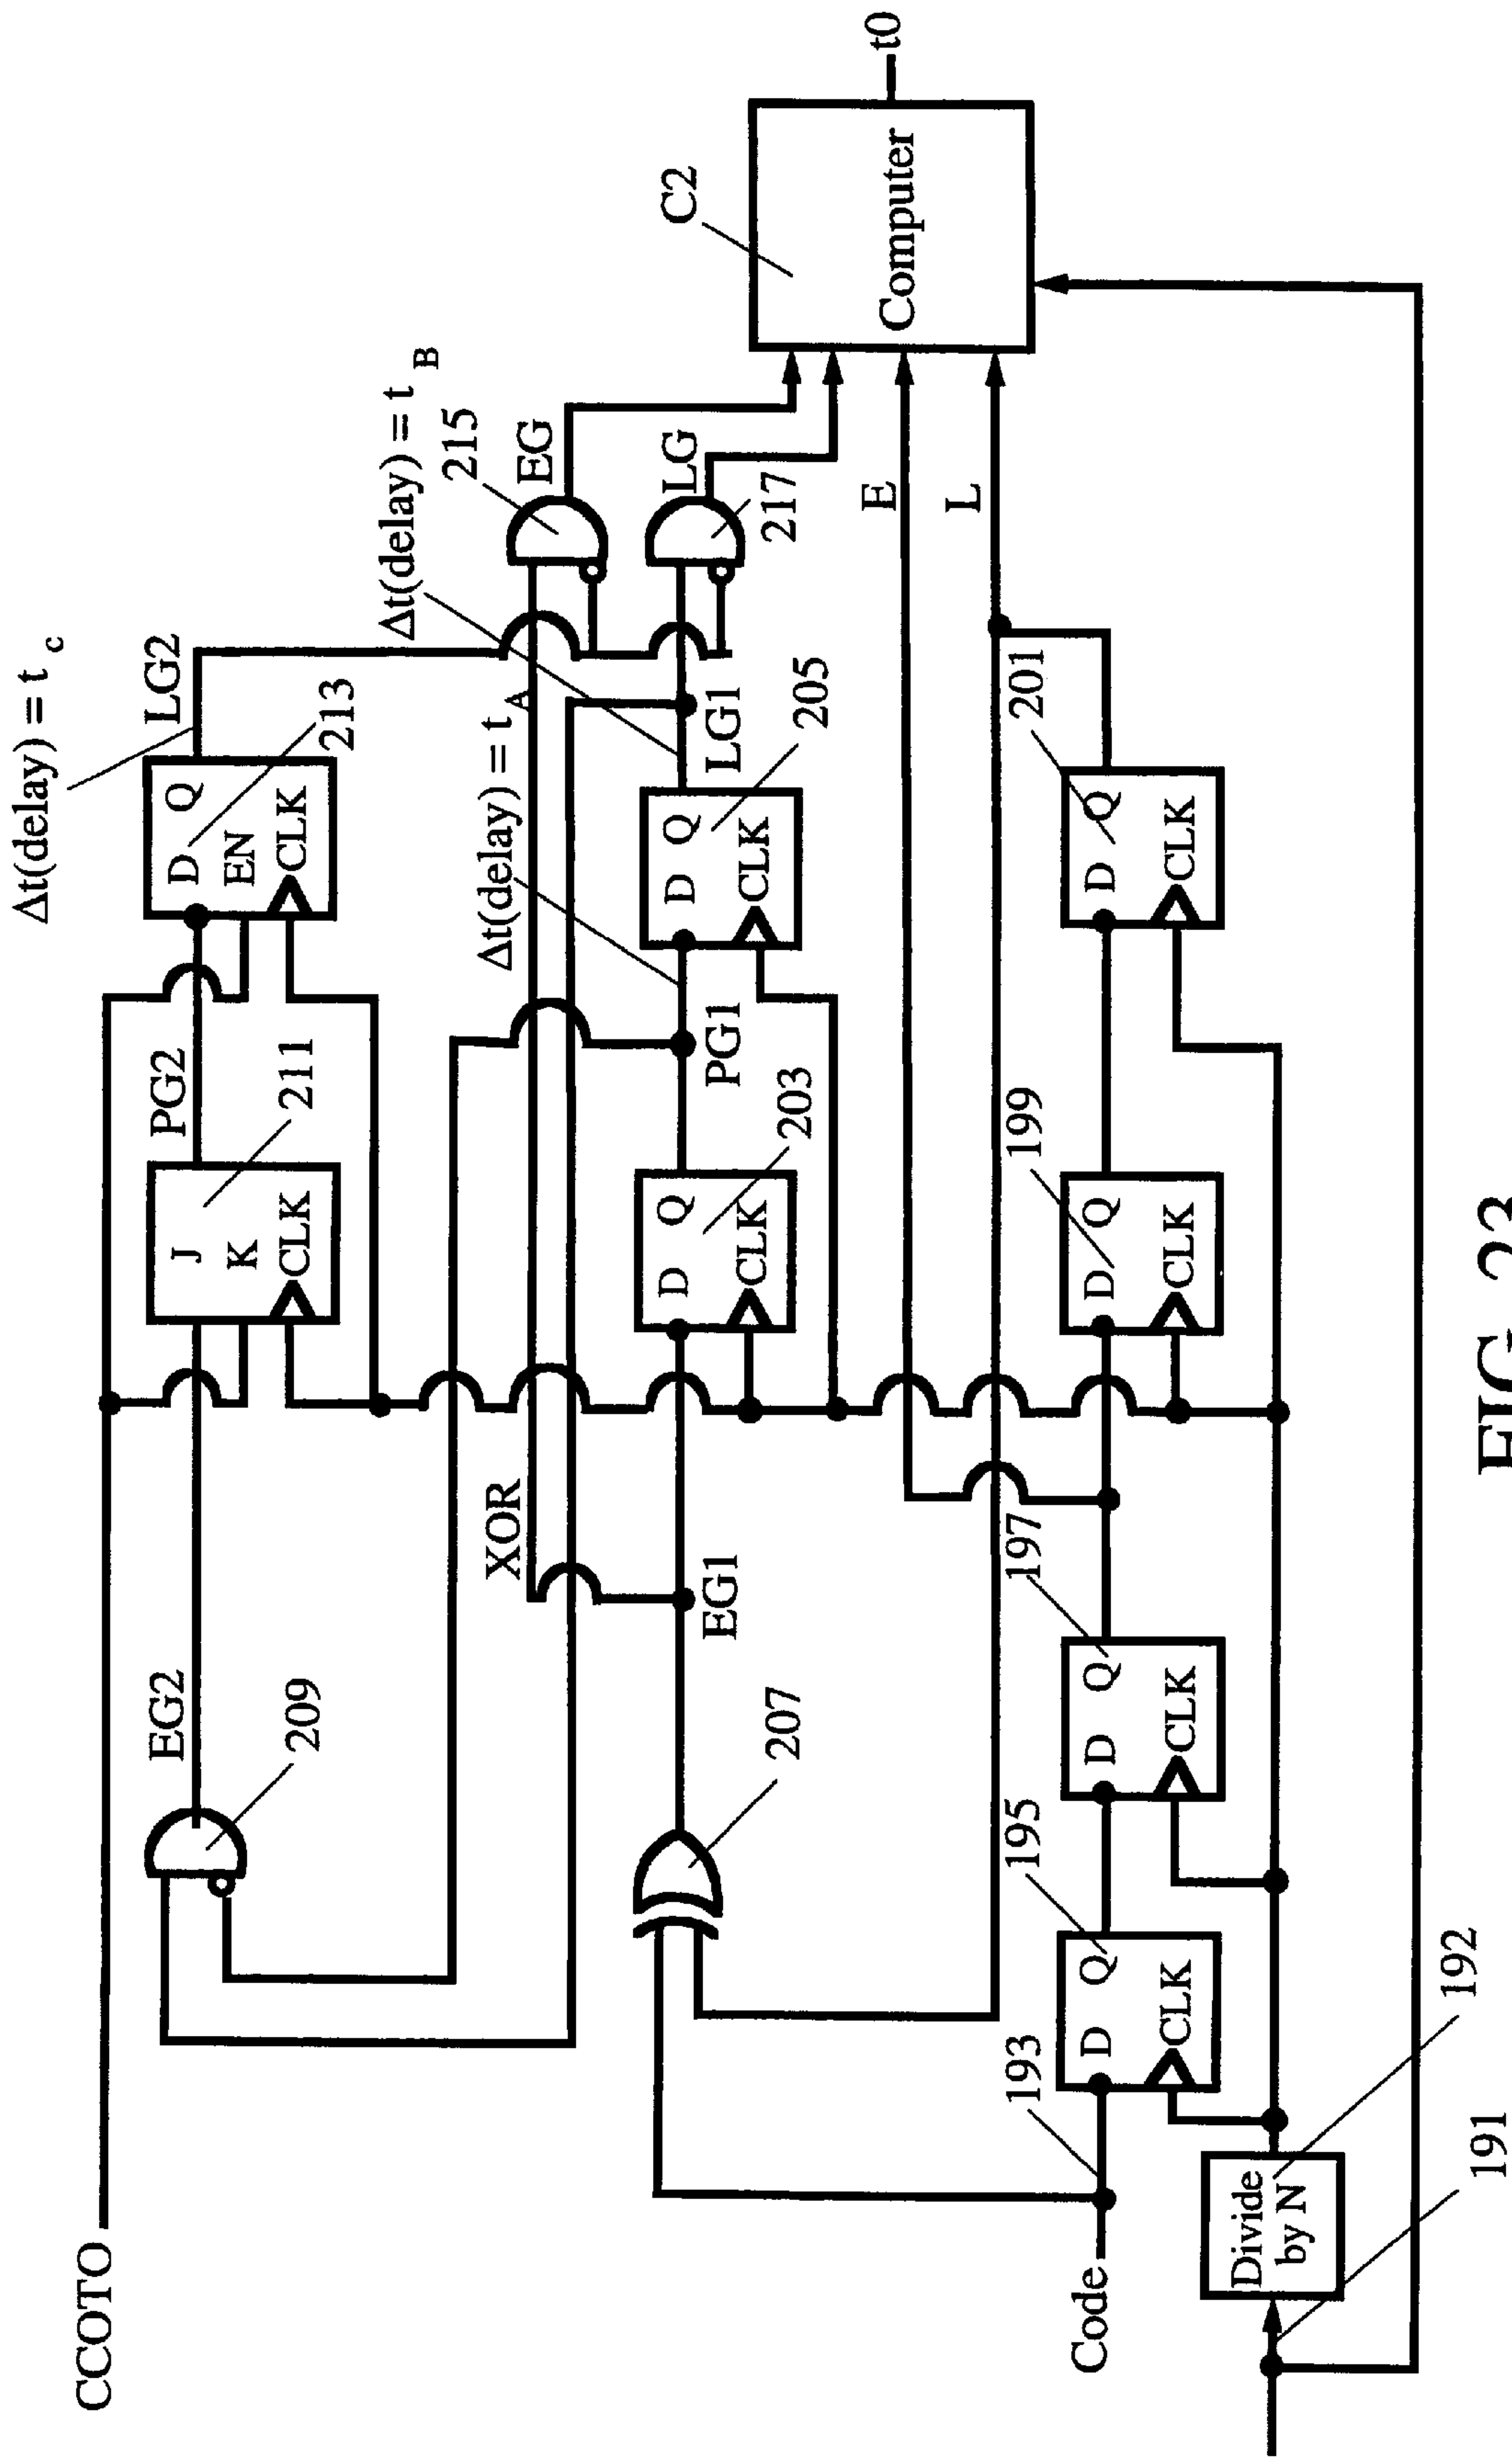 CCOTO
EG2
209
PG2
211
J
K
CLK
Δt(delay) = t c
LG2
213
D Q
EN
CLK
XOR
EG1
207
203
D Q
CLK
PG1
Δt(delay) = t A
LG1
205
D Q
CLK
Δt(delay) = t B
215
EG
LG
217
C2
Computer
t0
E
L
Code
193
195
D Q
CLK
197
D Q
CLK
199
D Q
CLK
201
D Q
CLK
Divide
by N
192
191
FIG. 23